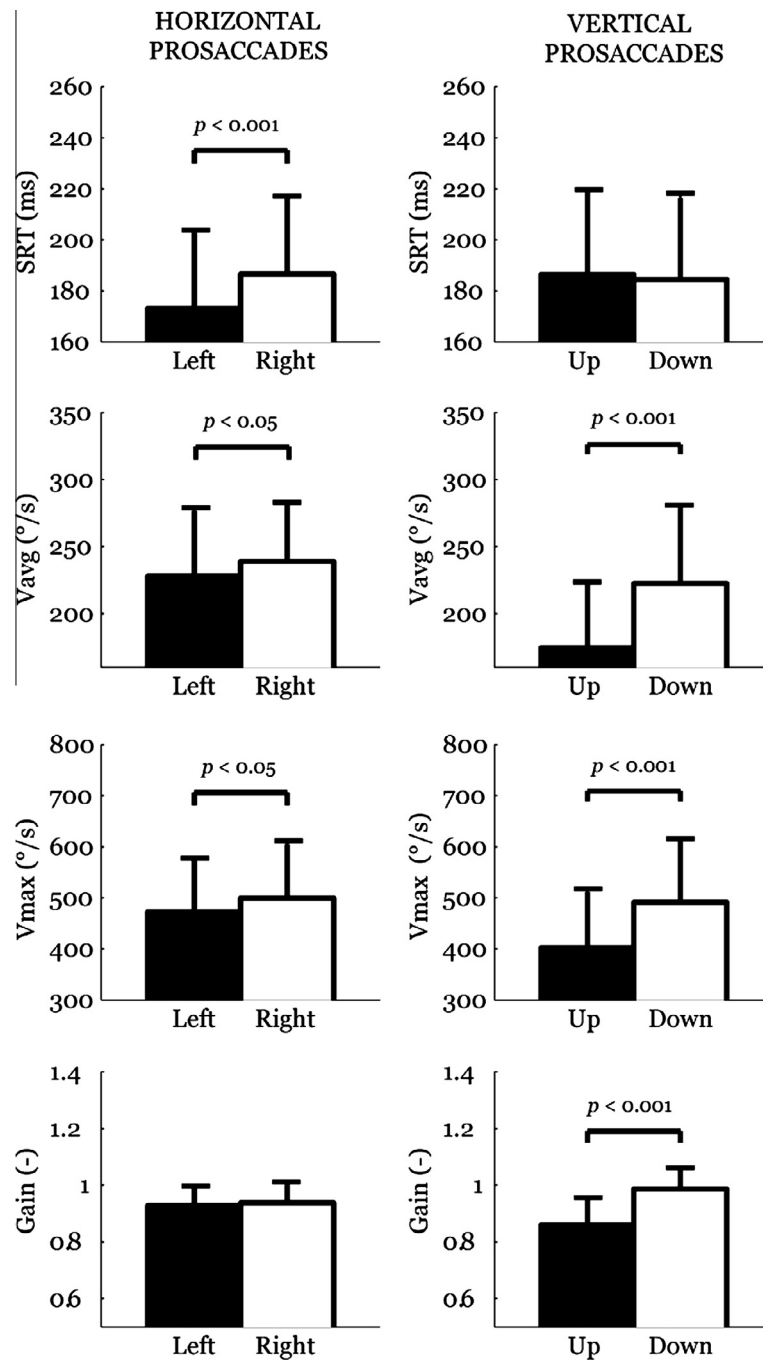 HORIZONTAL
PROSACCADES
VERTICAL
PROSACCADES
SRT (ms)
260
240
220
200
180
160
p < 0.001
Left Right
SRT (ms)
260
240
220
200
180
160
Up Down
Vavg (°/s)
350
300
250
200
p < 0.05
Left Right
Vavg (°/s)
350
300
250
200
p < 0.001
Up Down
Vmax (°/s)
800
700
600
500
400
300
p < 0.05
Left Right
Vmax (°/s)
800
700
600
500
400
300
p < 0.001
Up Down
Gain (-)
1.4
1.2
1
0.8
0.6
Left Right
Gain (-)
1.4
1.2
1
0.8
0.6
p < 0.001
Up Down